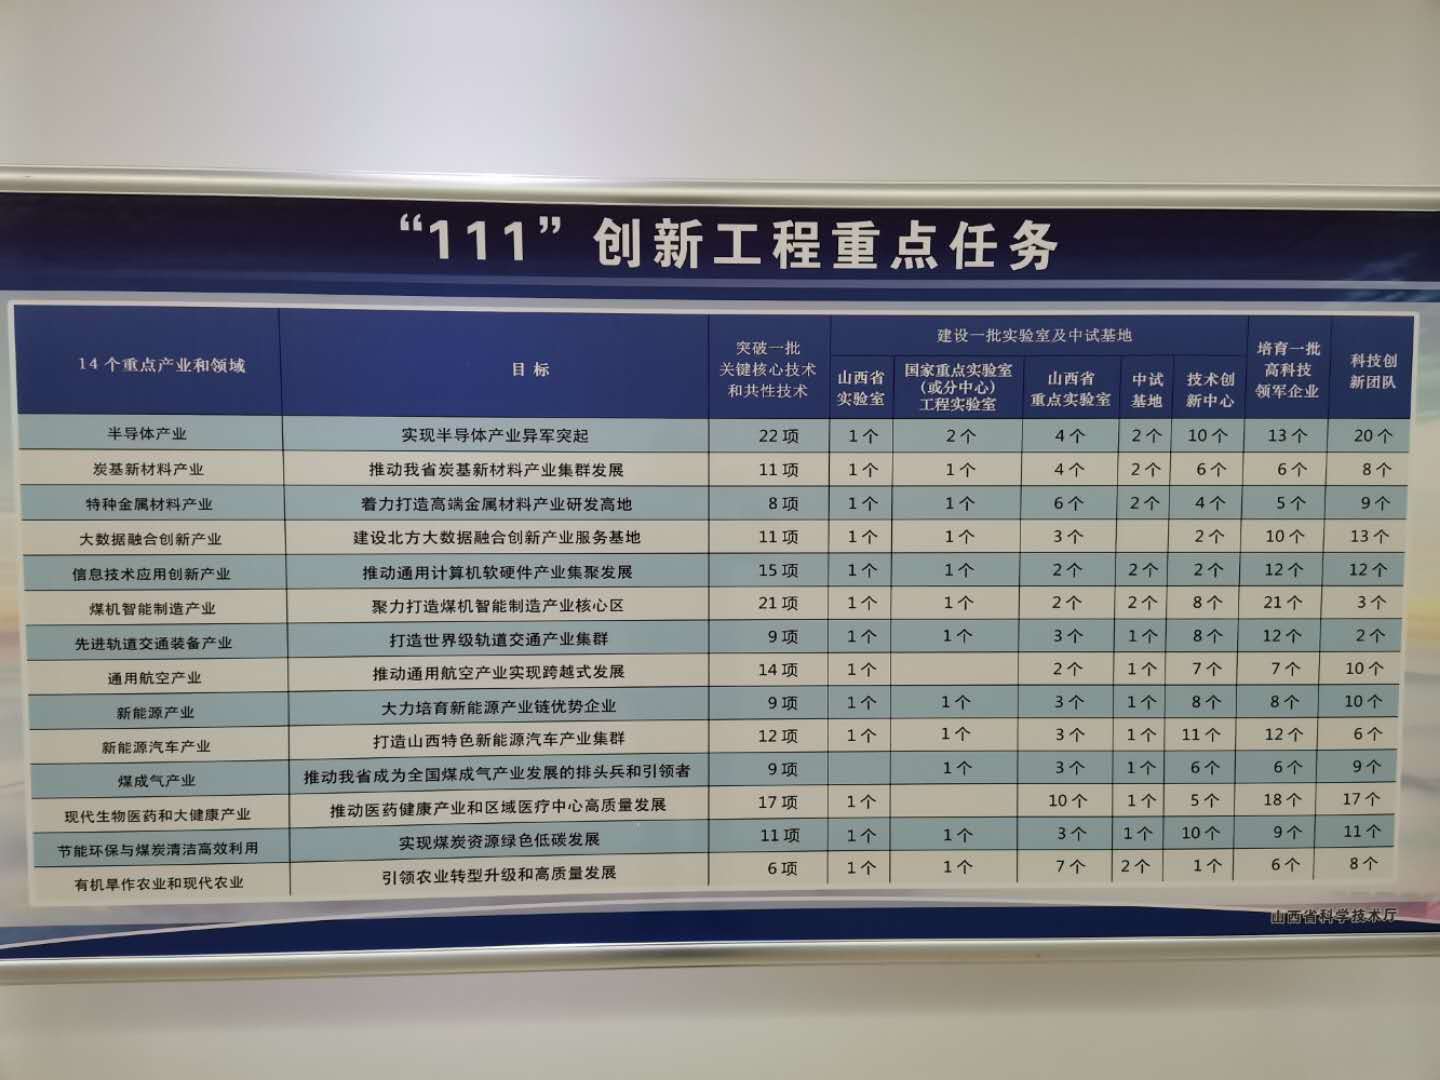 “111”创新工程重点任务
14个重点产业和领域 目标 突破一批关键核心技术和共性技术 建设一批实验室及中试基地 培育一批高科技领军企业 科技创新团队
山西省实验室 国家重点实验室（或分中心）工程实验室 山西省重点实验室 中试基地 技术创新中心
半导体产业 实现半导体产业异军突起 22项 1个 2个 4个 2个 10个 13个 20个
炭基新材料产业 推动我省炭基新材料产业集群发展 11项 1个 1个 4个 2个 6个 6个 8个
特种金属材料产业 着力打造高端金属材料产业研发高地 8项 1个 1个 6个 2个 4个 5个 9个
大数据融合创新产业 建设北方大数据融合创新产业服务基地 11项 1个 1个 3个 2个 10个 13个
信息技术应用创新产业 推动通用计算机软硬件产业集聚发展 15项 1个 1个 2个 2个 2个 12个 12个
煤机智能制造产业 聚力打造煤机智能制造产业核心区 21项 1个 1个 2个 2个 8个 21个 3个
先进轨道交通装备产业 打造世界级轨道交通产业集群 9项 1个 1个 3个 1个 8个 12个 2个
通用航空产业 推动通用航空产业实现跨越式发展 14项 1个 2个 1个 7个 7个 10个
新能源产业 大力培育新能源产业链优势企业 9项 1个 1个 3个 1个 8个 8个 10个
新能源汽车产业 打造山西特色新能源汽车产业集群 12项 1个 1个 3个 1个 11个 12个 6个
煤成气产业 推动我省成为全国煤成气产业发展的排头兵和引领者 9项 1个 3个 1个 6个 6个 9个
现代生物医药和大健康产业 推动医药健康产业和区域医疗中心高质量发展 17项 1个 10个 1个 5个 18个 17个
节能环保与煤炭清洁高效利用 实现煤炭资源绿色低碳发展 11项 1个 1个 3个 1个 10个 9个 11个
有机旱作农业和现代农业 引领农业转型升级和高质量发展 6项 1个 1个 7个 2个 1个 6个 8个
山西省科学技术厅